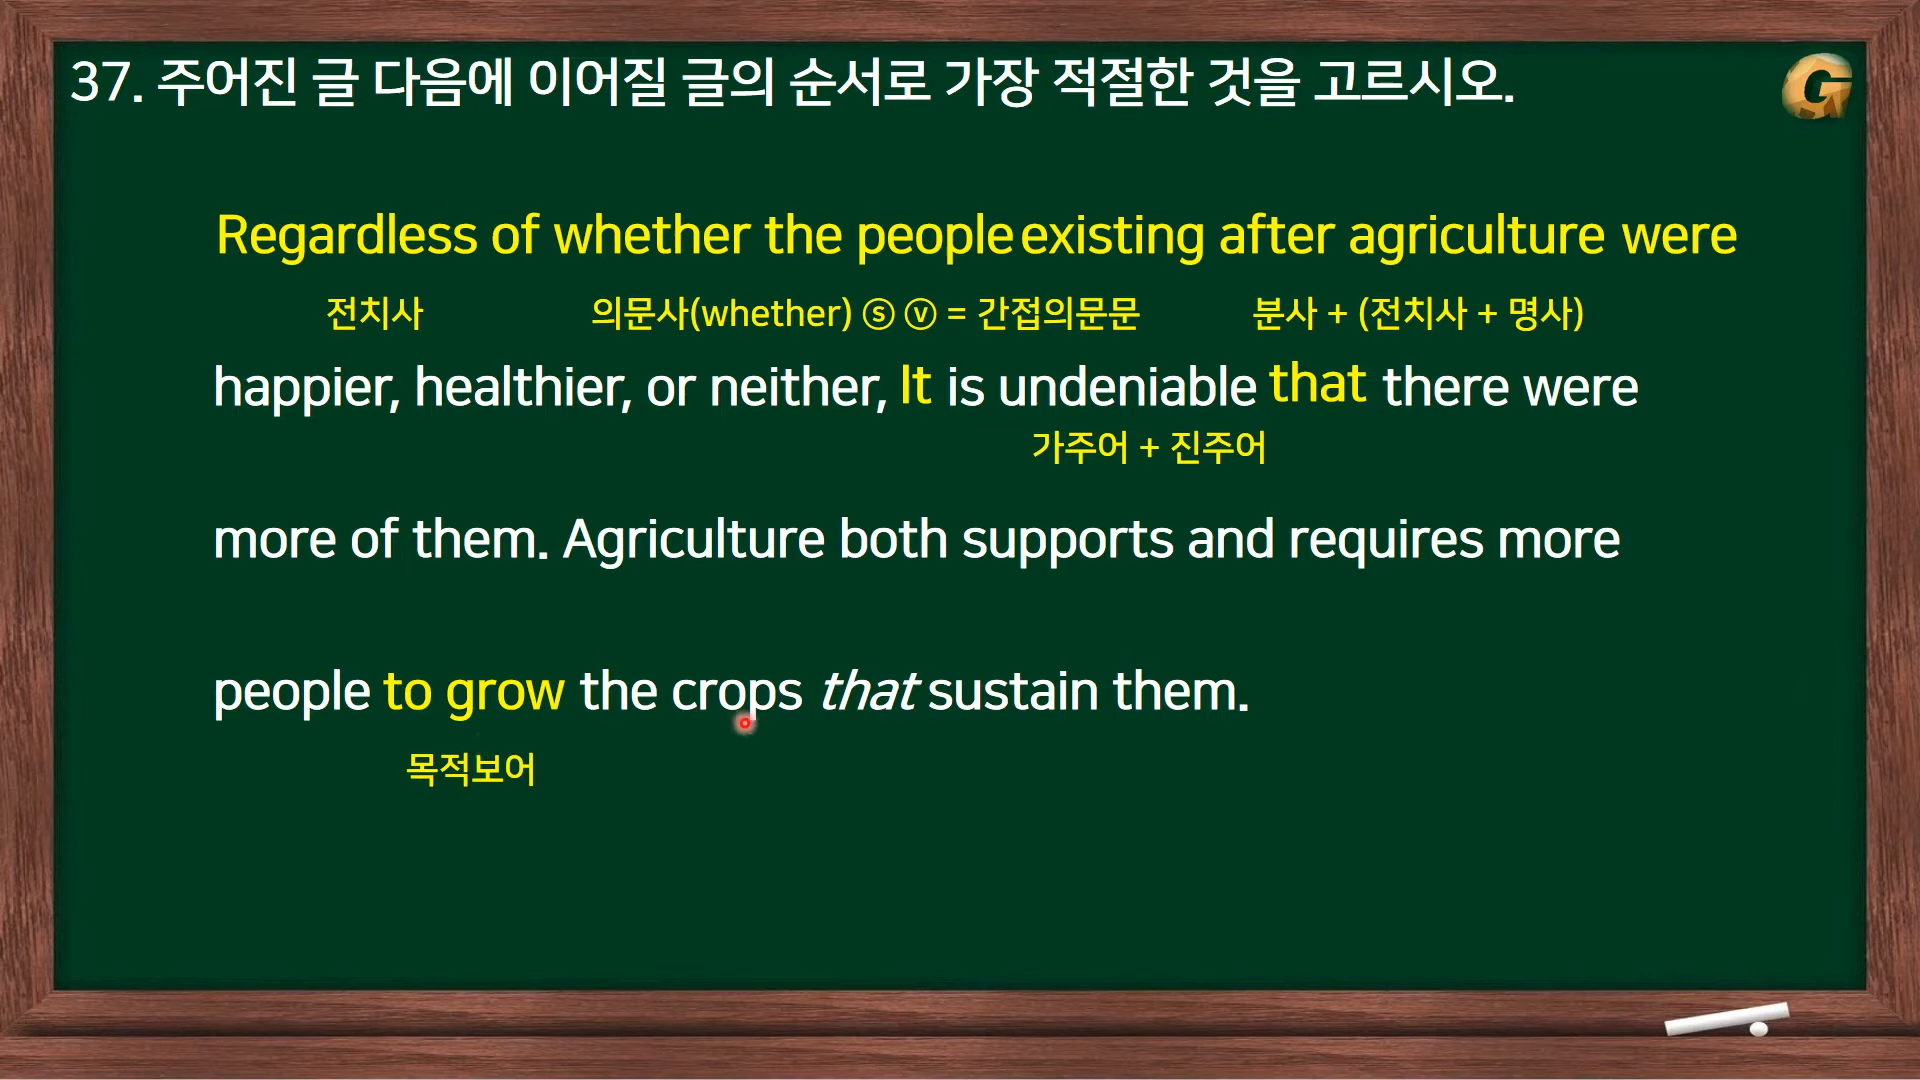 37. 주어진 글 다음에 이어질 글의 순서로 가장 적절한 것을 고르시오.
G
Regardless of whether the people existing after agriculture were
전치사 의문사(whether) ⓢ ⓥ = 간접의문문 분사 + (전치사 + 명사)
happier, healthier, or neither, It is undeniable that there were
가주어 + 진주어
more of them. Agriculture both supports and requires more
people to grow the crops that sustain them.
목적보어